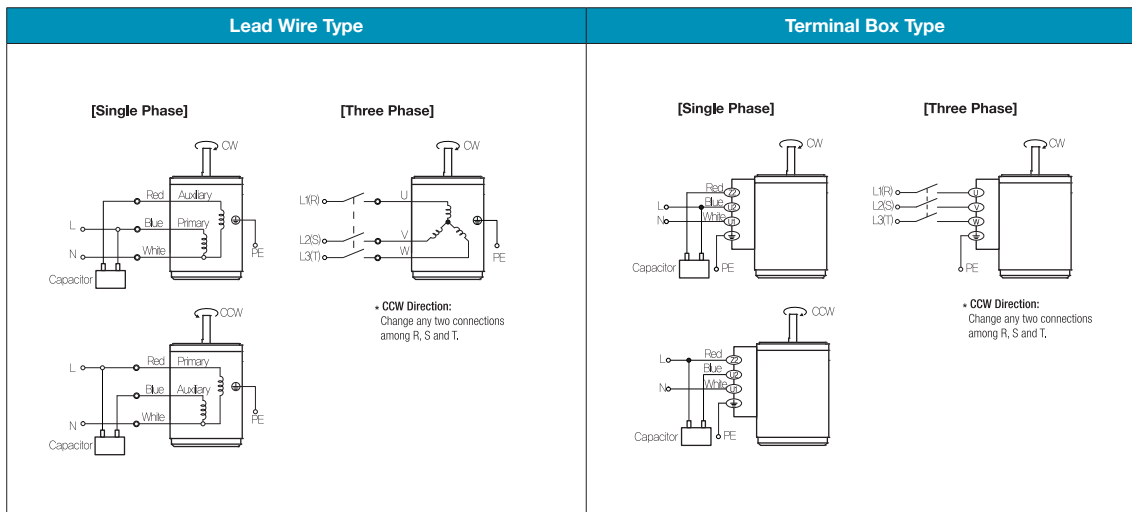 Lead Wire Type
Terminal Box Type
[Single Phase]
[Three Phase]
CW
Red
Auxiliary
L
Blue
Primary
N
White
PE
Capacitor
CW
L1(R)
U
L2(S)
V
L3(T)
W
PE
* CCW Direction:
Change any two connections
among R, S and T.
CCW
Red
Primary
L
Blue
Auxiliary
N
White
PE
Capacitor
[Single Phase]
[Three Phase]
CW
Red
Z2
L
Blue
U2
N
White
U1
Capacitor
PE
CW
L1(R)
U
L2(S)
V
L3(T)
W
PE
* CCW Direction:
Change any two connections
among R, S and T.
CCW
L
Red
Z2
Blue
U2
N
White
U1
Capacitor
PE